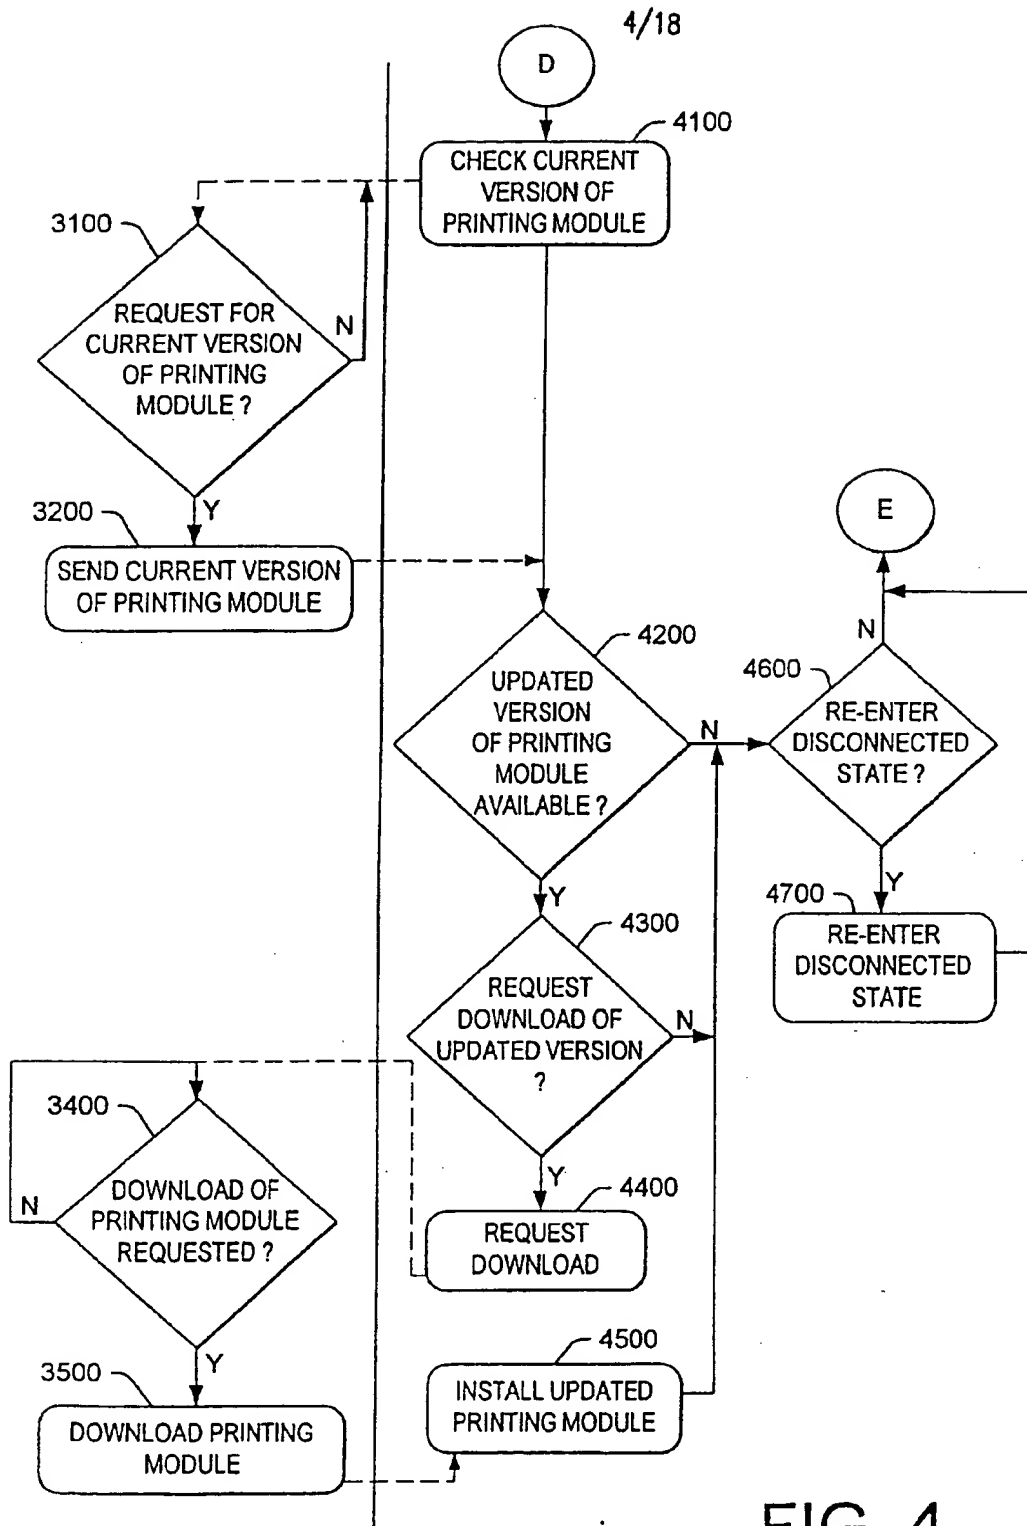 4/18
D
4100
CHECK CURRENT
VERSION OF
PRINTING MODULE
3100
REQUEST FOR
CURRENT VERSION
OF PRINTING
MODULE ?
N
Y
3200
SEND CURRENT VERSION
OF PRINTING MODULE
E
4200
UPDATED
VERSION
OF PRINTING
MODULE
AVAILABLE ?
N
Y
4600
RE-ENTER
DISCONNECTED
STATE ?
N
Y
4700
RE-ENTER
DISCONNECTED
STATE
4300
REQUEST
DOWNLOAD OF
UPDATED VERSION
?
N
Y
3400
DOWNLOAD OF
PRINTING MODULE
REQUESTED ?
N
Y
4400
REQUEST
DOWNLOAD
4500
INSTALL UPDATED
PRINTING MODULE
3500
DOWNLOAD PRINTING
MODULE
FIG. 4